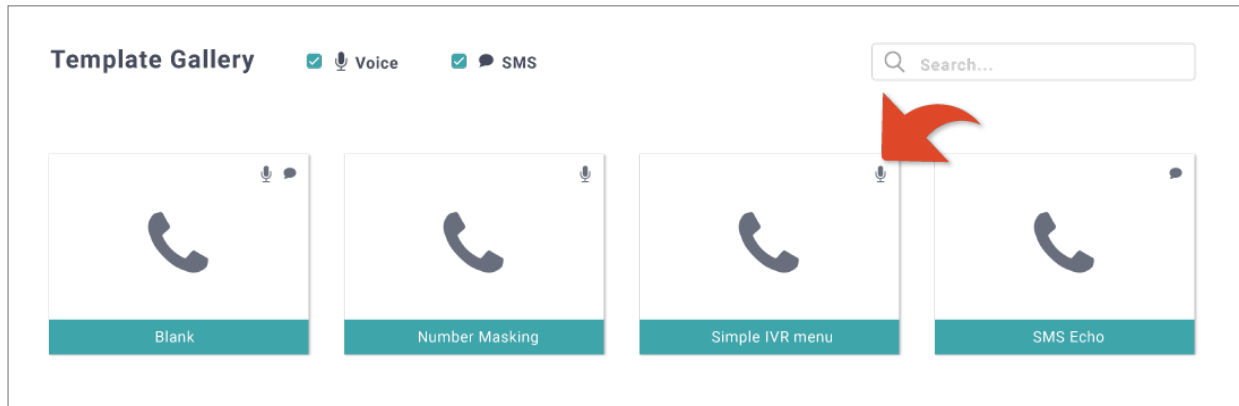 Template Gallery
Voice
SMS
Search...
Blank
Number Masking
Simple IVR menu
SMS Echo